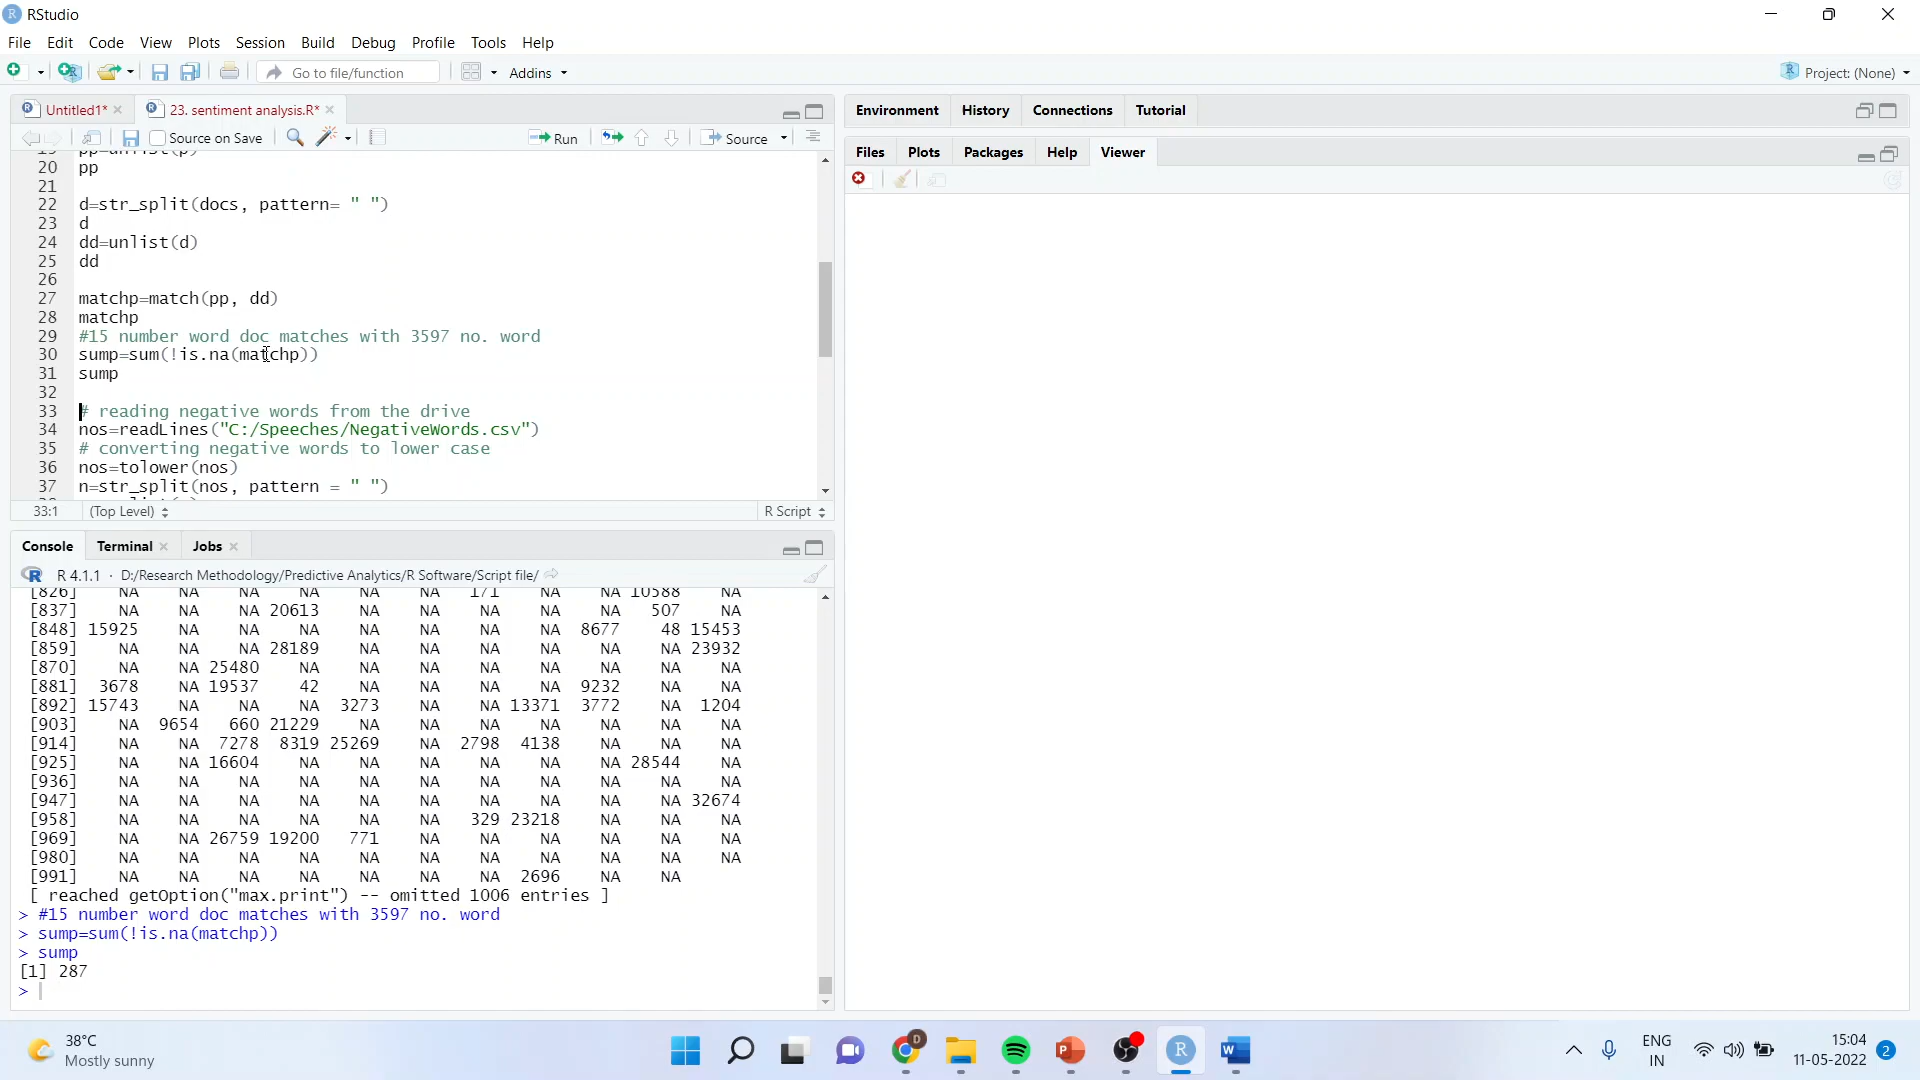 RStudio
File Edit Code View Plots Session Build Debug Profile Tools Help
Go to file/function Addins Project: (None)
Untitled1* 23. sentiment analysis.R*
Source on Save Run Source
20 pp
21
22 d=str_split(docs, pattern= " ")
23 d
24 dd=unlist(d)
25 dd
26
27 matchp=match(pp, dd)
28 matchp
29 #15 number word doc matches with 3597 no. word
30 sump=sum(!is.na(matchp))
31 sump
32
33 # reading negative words from the drive
34 nos=readLines("C:/Speeches/NegativeWords.csv")
35 # converting negative words to lower case
36 nos=tolower(nos)
37 n=str_split(nos, pattern = " ")
33:1 (Top Level) R Script
Console Terminal Jobs
R 4.1.1 · D:/Research Methodology/Predictive Analytics/R Software/Script file/
[826] NA NA NA NA NA NA 171 NA NA 10588 NA
[837] NA NA NA 20613 NA NA NA NA NA 507 NA
[848] 15925 NA NA NA NA NA NA NA 8677 48 15453
[859] NA NA NA 28189 NA NA NA NA NA NA 23932
[870] NA NA 25480 NA NA NA NA NA NA NA NA
[881] 3678 NA 19537 42 NA NA NA NA 9232 NA NA
[892] 15743 NA NA NA 3273 NA NA 13371 3772 NA 1204
[903] NA 9654 660 21229 NA NA NA NA NA NA NA
[914] NA NA 7278 8319 25269 NA 2798 4138 NA NA NA
[925] NA NA 16604 NA NA NA NA NA NA 28544 NA
[936] NA NA NA NA NA NA NA NA NA NA NA
[947] NA NA NA NA NA NA NA NA NA NA 32674
[958] NA NA NA NA NA NA 329 23218 NA NA NA
[969] NA NA 26759 19200 771 NA NA NA NA NA NA
[980] NA NA NA NA NA NA NA NA NA NA NA
[991] NA NA NA NA NA NA NA 2696 NA NA
[ reached getOption("max.print") -- omitted 1006 entries ]
> #15 number word doc matches with 3597 no. word
> sump=sum(!is.na(matchp))
> sump
[1] 287
>
Environment History Connections Tutorial
Files Plots Packages Help Viewer
38°C
Mostly sunny
ENG
IN
15:04
11-05-2022
2